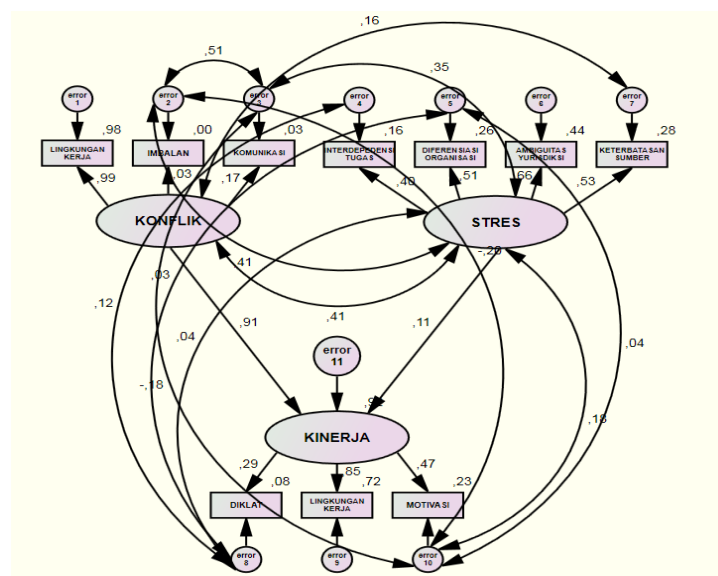 ,16
,51
,35
error 1
error 2
error 3
error 4
error 5
error 6
error 7
,98
,00
,03
,16
,26
,44
,28
LINGKUNGAN KERJA
IMBALAN
KOMUNIKASI
INTERDEPEDENSI TUGAS
DIFERENSIASI ORGANISASI
AMBIGUITAS YURISDIKSI
KETERBATASAN SUMBER
,99
,03
,17
,40
,51
,66
,53
KONFLIK
STRES
,41
-,20
,03
,12
,91
,41
,11
,04
,04
error 11
-,18
,18
KINERJA
,29
,85
,47
,08
,72
,23
DIKLAT
LINGKUNGAN KERJA
MOTIVASI
error 8
error 9
error 10